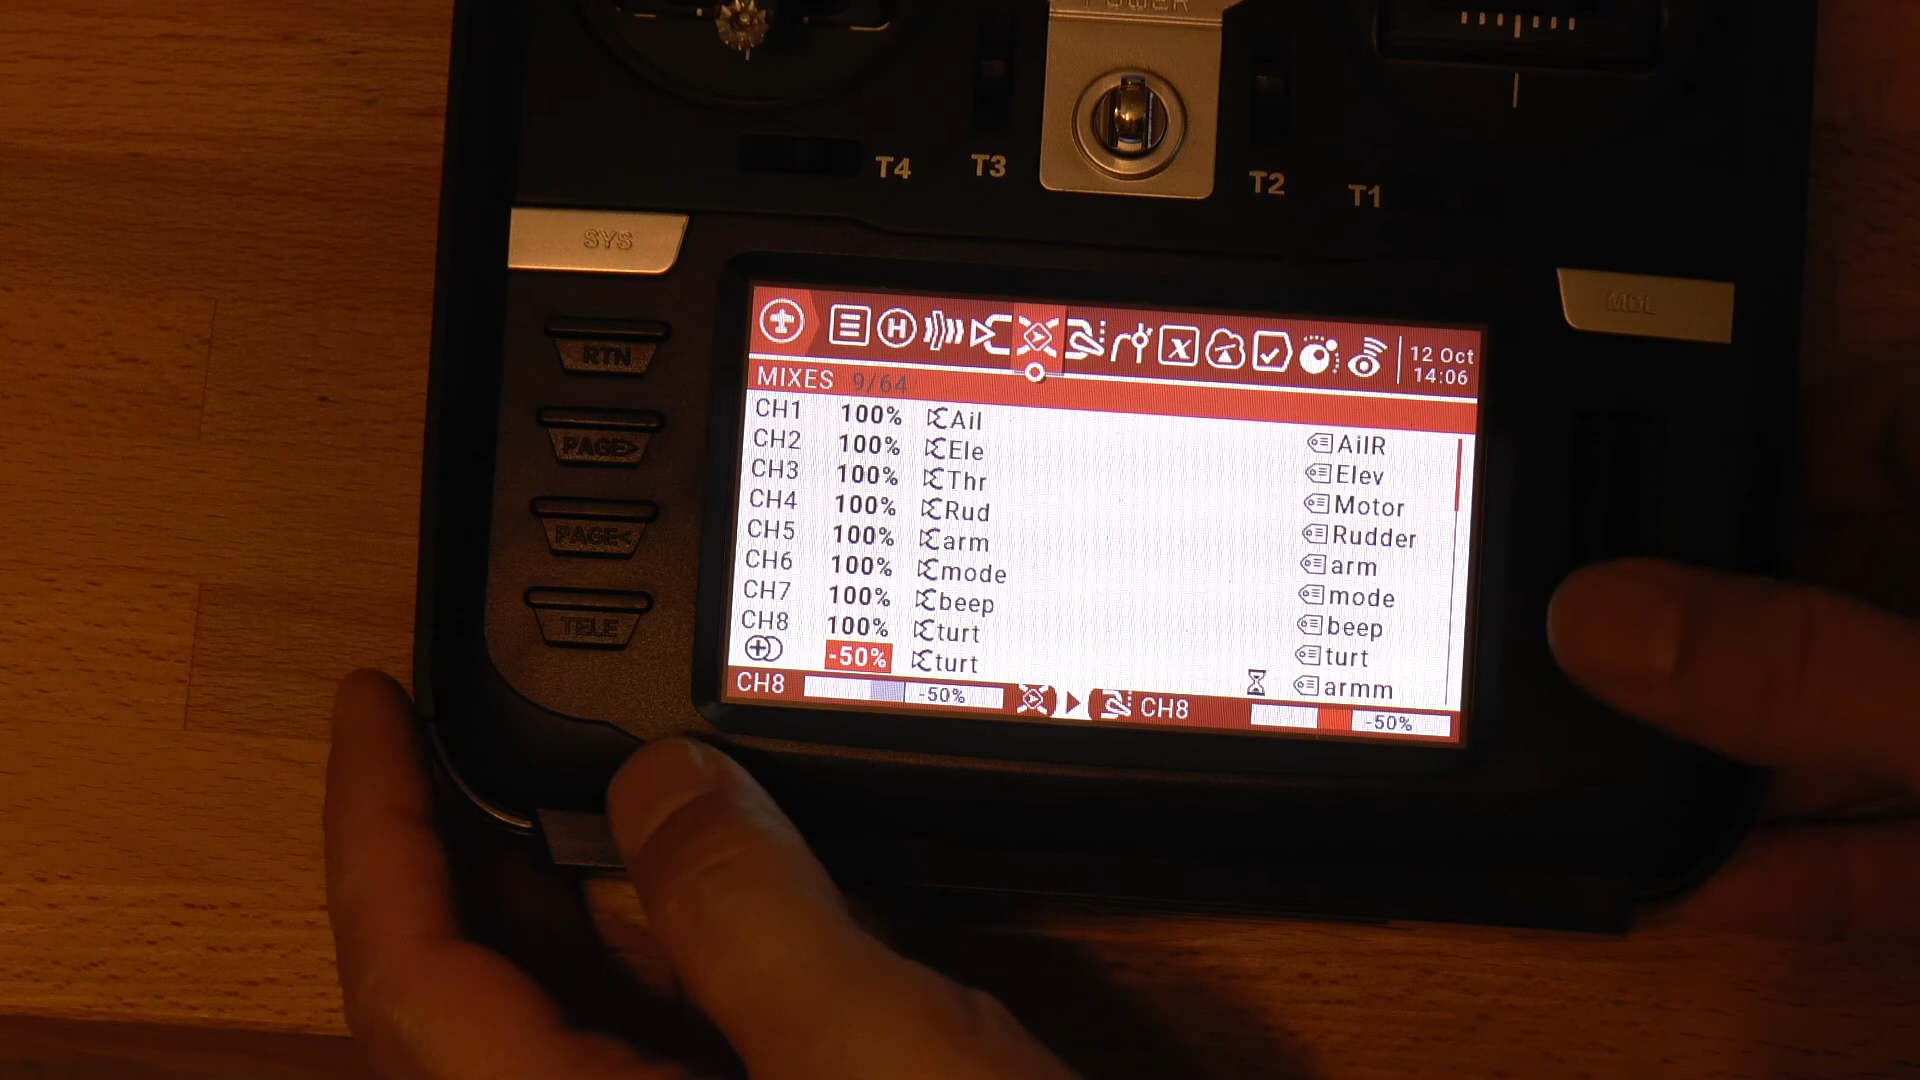 POWER
T4 T3 T2 T1
SYS
MDL
RTN
PAGE>
PAGE<
TELE
12 Oct
14:06
MIXES 9/64
CH1 100% Ail AilR
CH2 100% Ele Elev
CH3 100% Thr Motor
CH4 100% Rud Rudder
CH5 100% arm arm
CH6 100% mode mode
CH7 100% beep beep
CH8 100% turt turt
-50% turt armm
CH8 -50% CH8 -50%